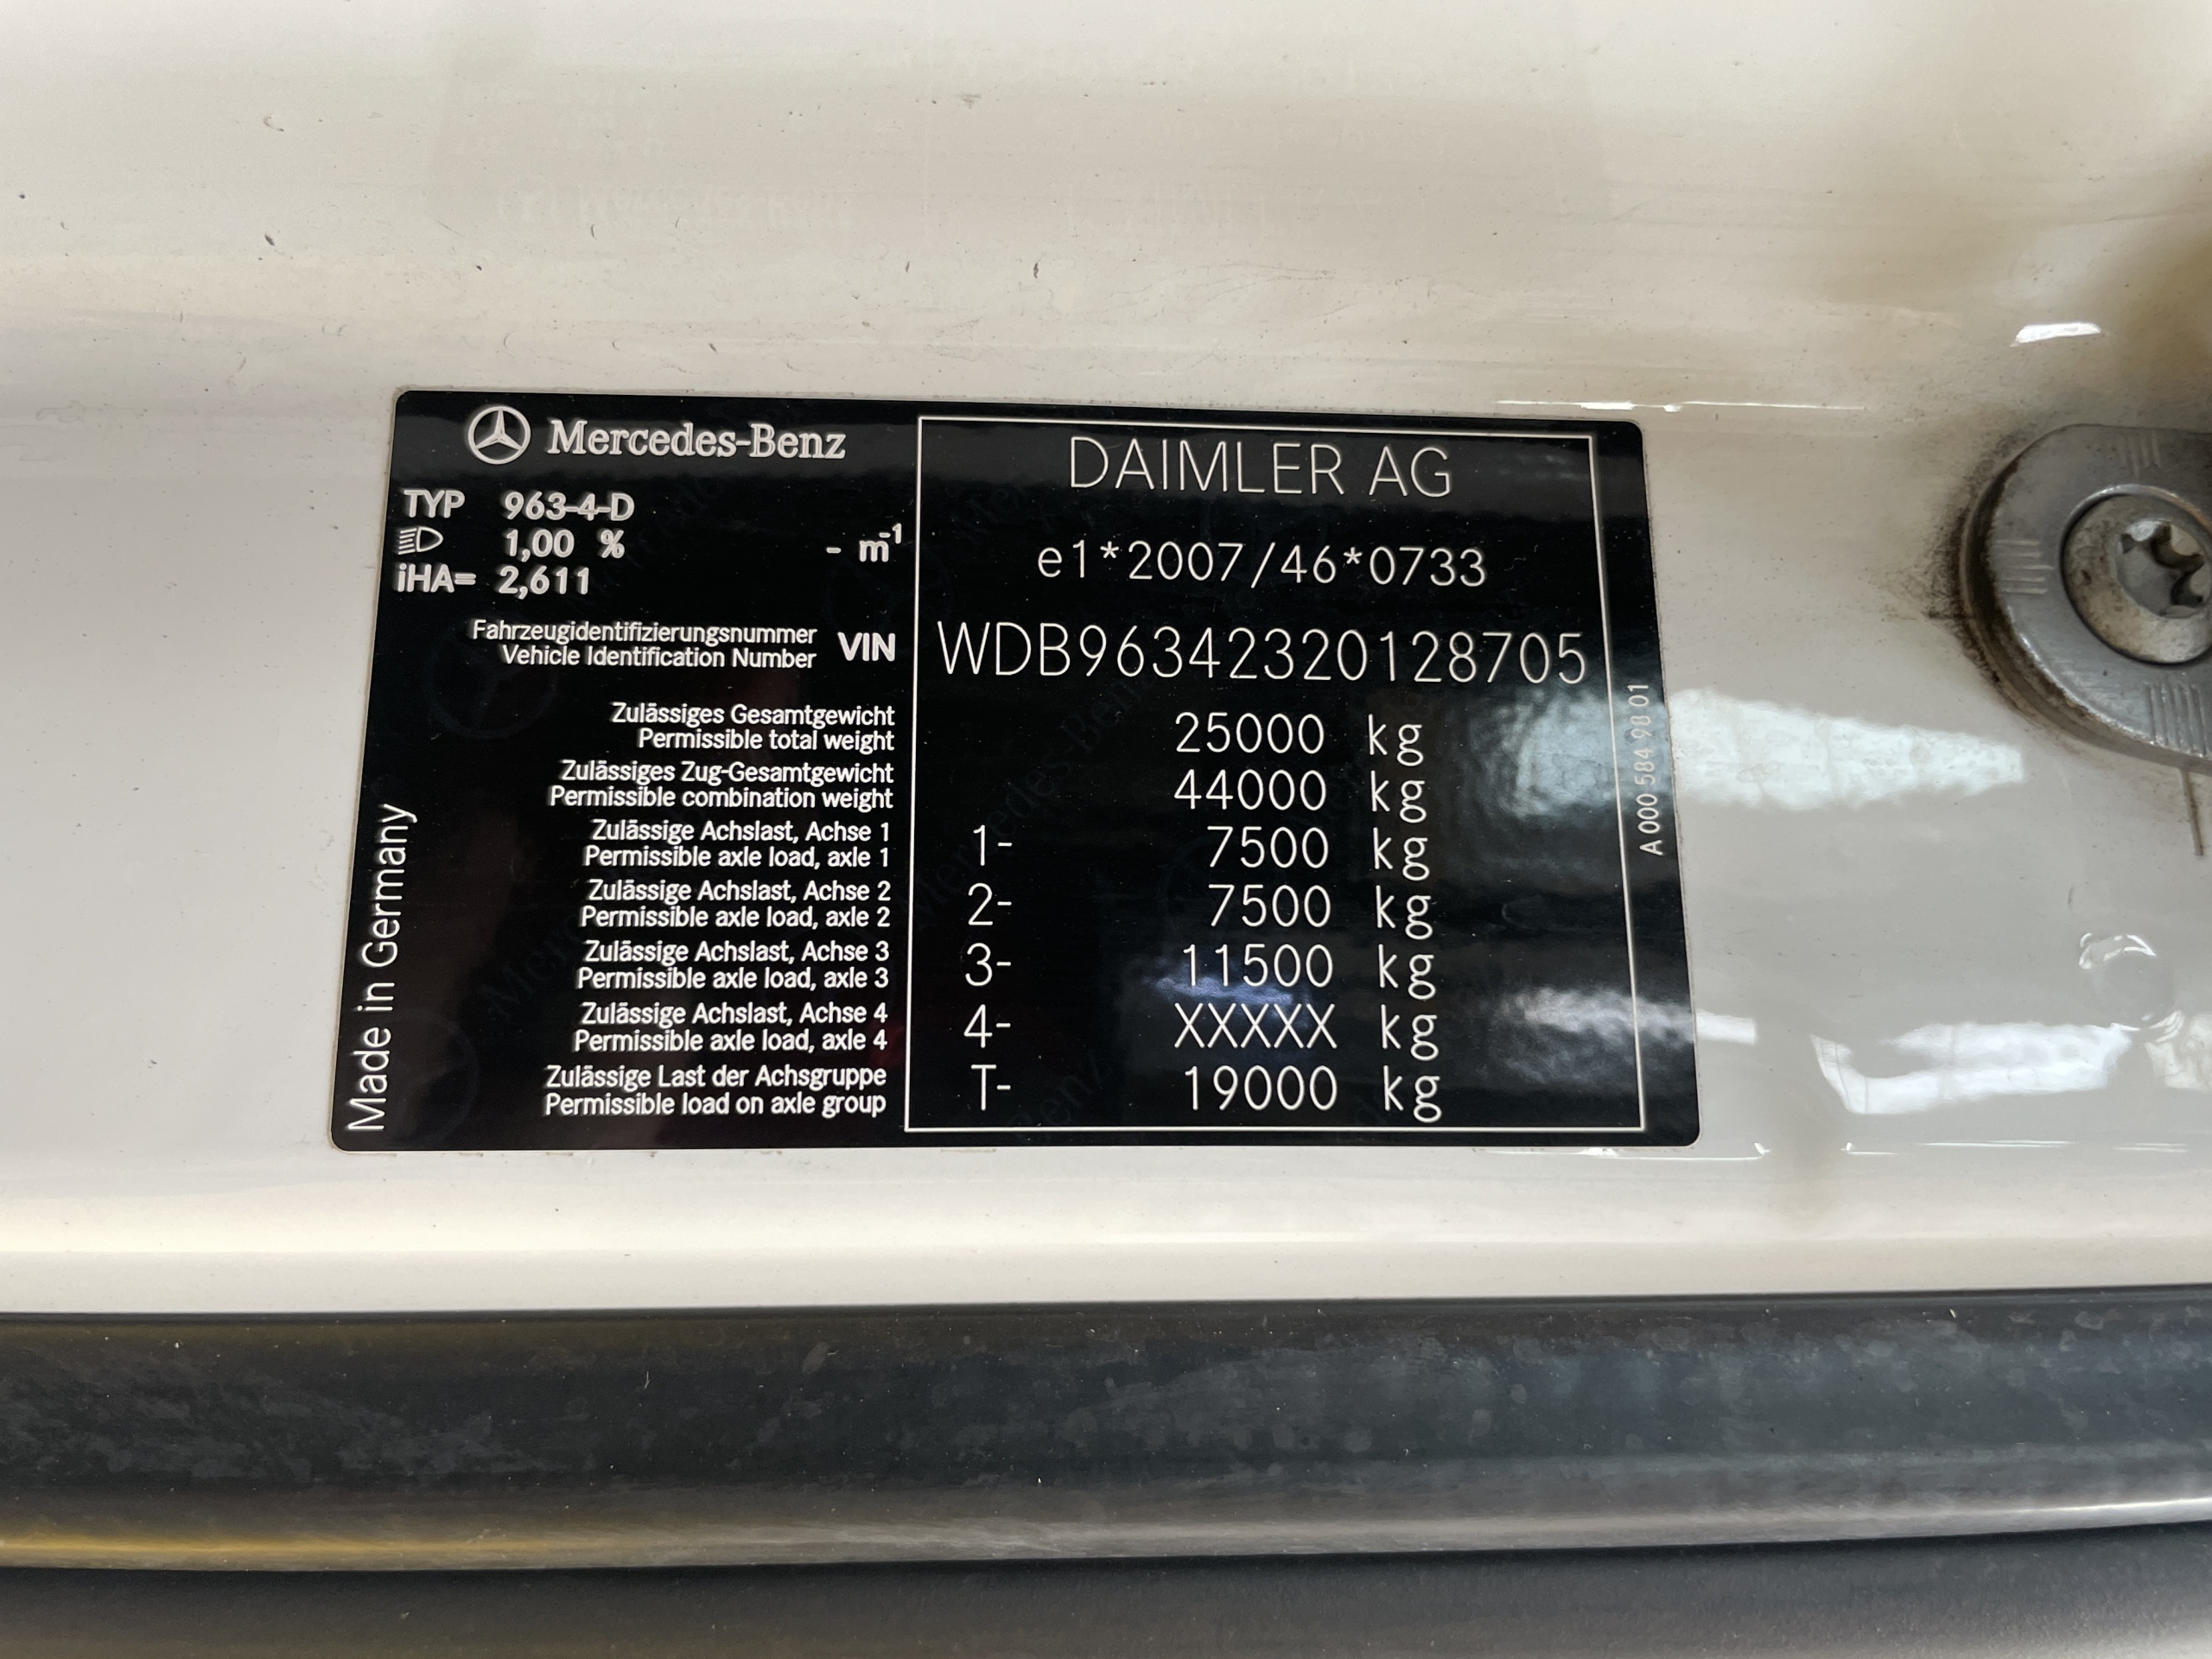 Mercedes-Benz
TYP 963-4-D
1,00 % - m-1
iHA= 2,611
DAIMLER AG
e1*2007/46*0733
Fahrzeugidentifizierungsnummer
Vehicle Identification Number
VIN WDB96342320128705
Zulässiges Gesamtgewicht
Permissible total weight
25000 kg
Zulässiges Zug-Gesamtgewicht
Permissible combination weight
44000 kg
Zulässige Achslast, Achse 1
Permissible axle load, axle 1
1- 7500 kg
Zulässige Achslast, Achse 2
Permissible axle load, axle 2
2- 7500 kg
Zulässige Achslast, Achse 3
Permissible axle load, axle 3
3- 11500 kg
Zulässige Achslast, Achse 4
Permissible axle load, axle 4
4- XXXXX kg
Zulässige Last der Achsgruppe
Permissible load on axle group
T- 19000 kg
Made in Germany
A 000 584 98 01